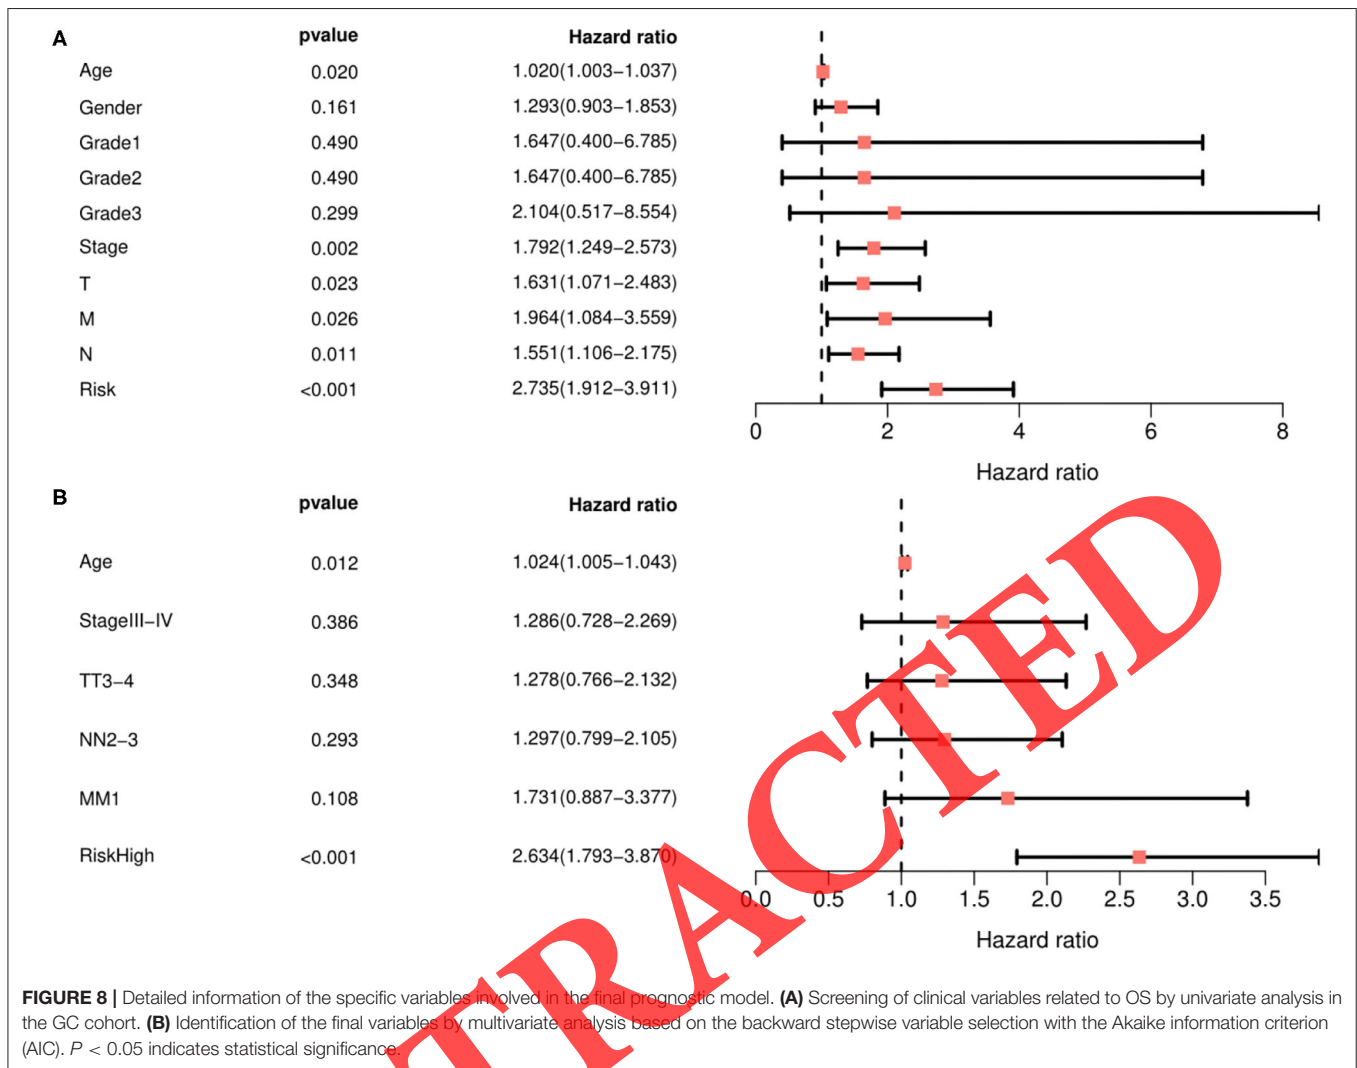 A
pvalue Hazard ratio
Age 0.020 1.020(1.003−1.037)
Gender 0.161 1.293(0.903−1.853)
Grade1 0.490 1.647(0.400−6.785)
Grade2 0.490 1.647(0.400−6.785)
Grade3 0.299 2.104(0.517−8.554)
Stage 0.002 1.792(1.249−2.573)
T 0.023 1.631(1.071−2.483)
M 0.026 1.964(1.084−3.559)
N 0.011 1.551(1.106−2.175)
Risk <0.001 2.735(1.912−3.911)
0 2 4 6 8
Hazard ratio
B
pvalue Hazard ratio
Age 0.012 1.024(1.005−1.043)
StageIII−IV 0.386 1.286(0.728−2.269)
TT3−4 0.348 1.278(0.766−2.132)
NN2−3 0.293 1.297(0.799−2.105)
MM1 0.108 1.731(0.887−3.377)
RiskHigh <0.001 2.634(1.793−3.870)
0.0 0.5 1.0 1.5 2.0 2.5 3.0 3.5
Hazard ratio
TRACTED
FIGURE 8 | Detailed information of the specific variables involved in the final prognostic model. (A) Screening of clinical variables related to OS by univariate analysis in
the GC cohort. (B) Identification of the final variables by multivariate analysis based on the backward stepwise variable selection with the Akaike information criterion
(AIC). P < 0.05 indicates statistical significance.